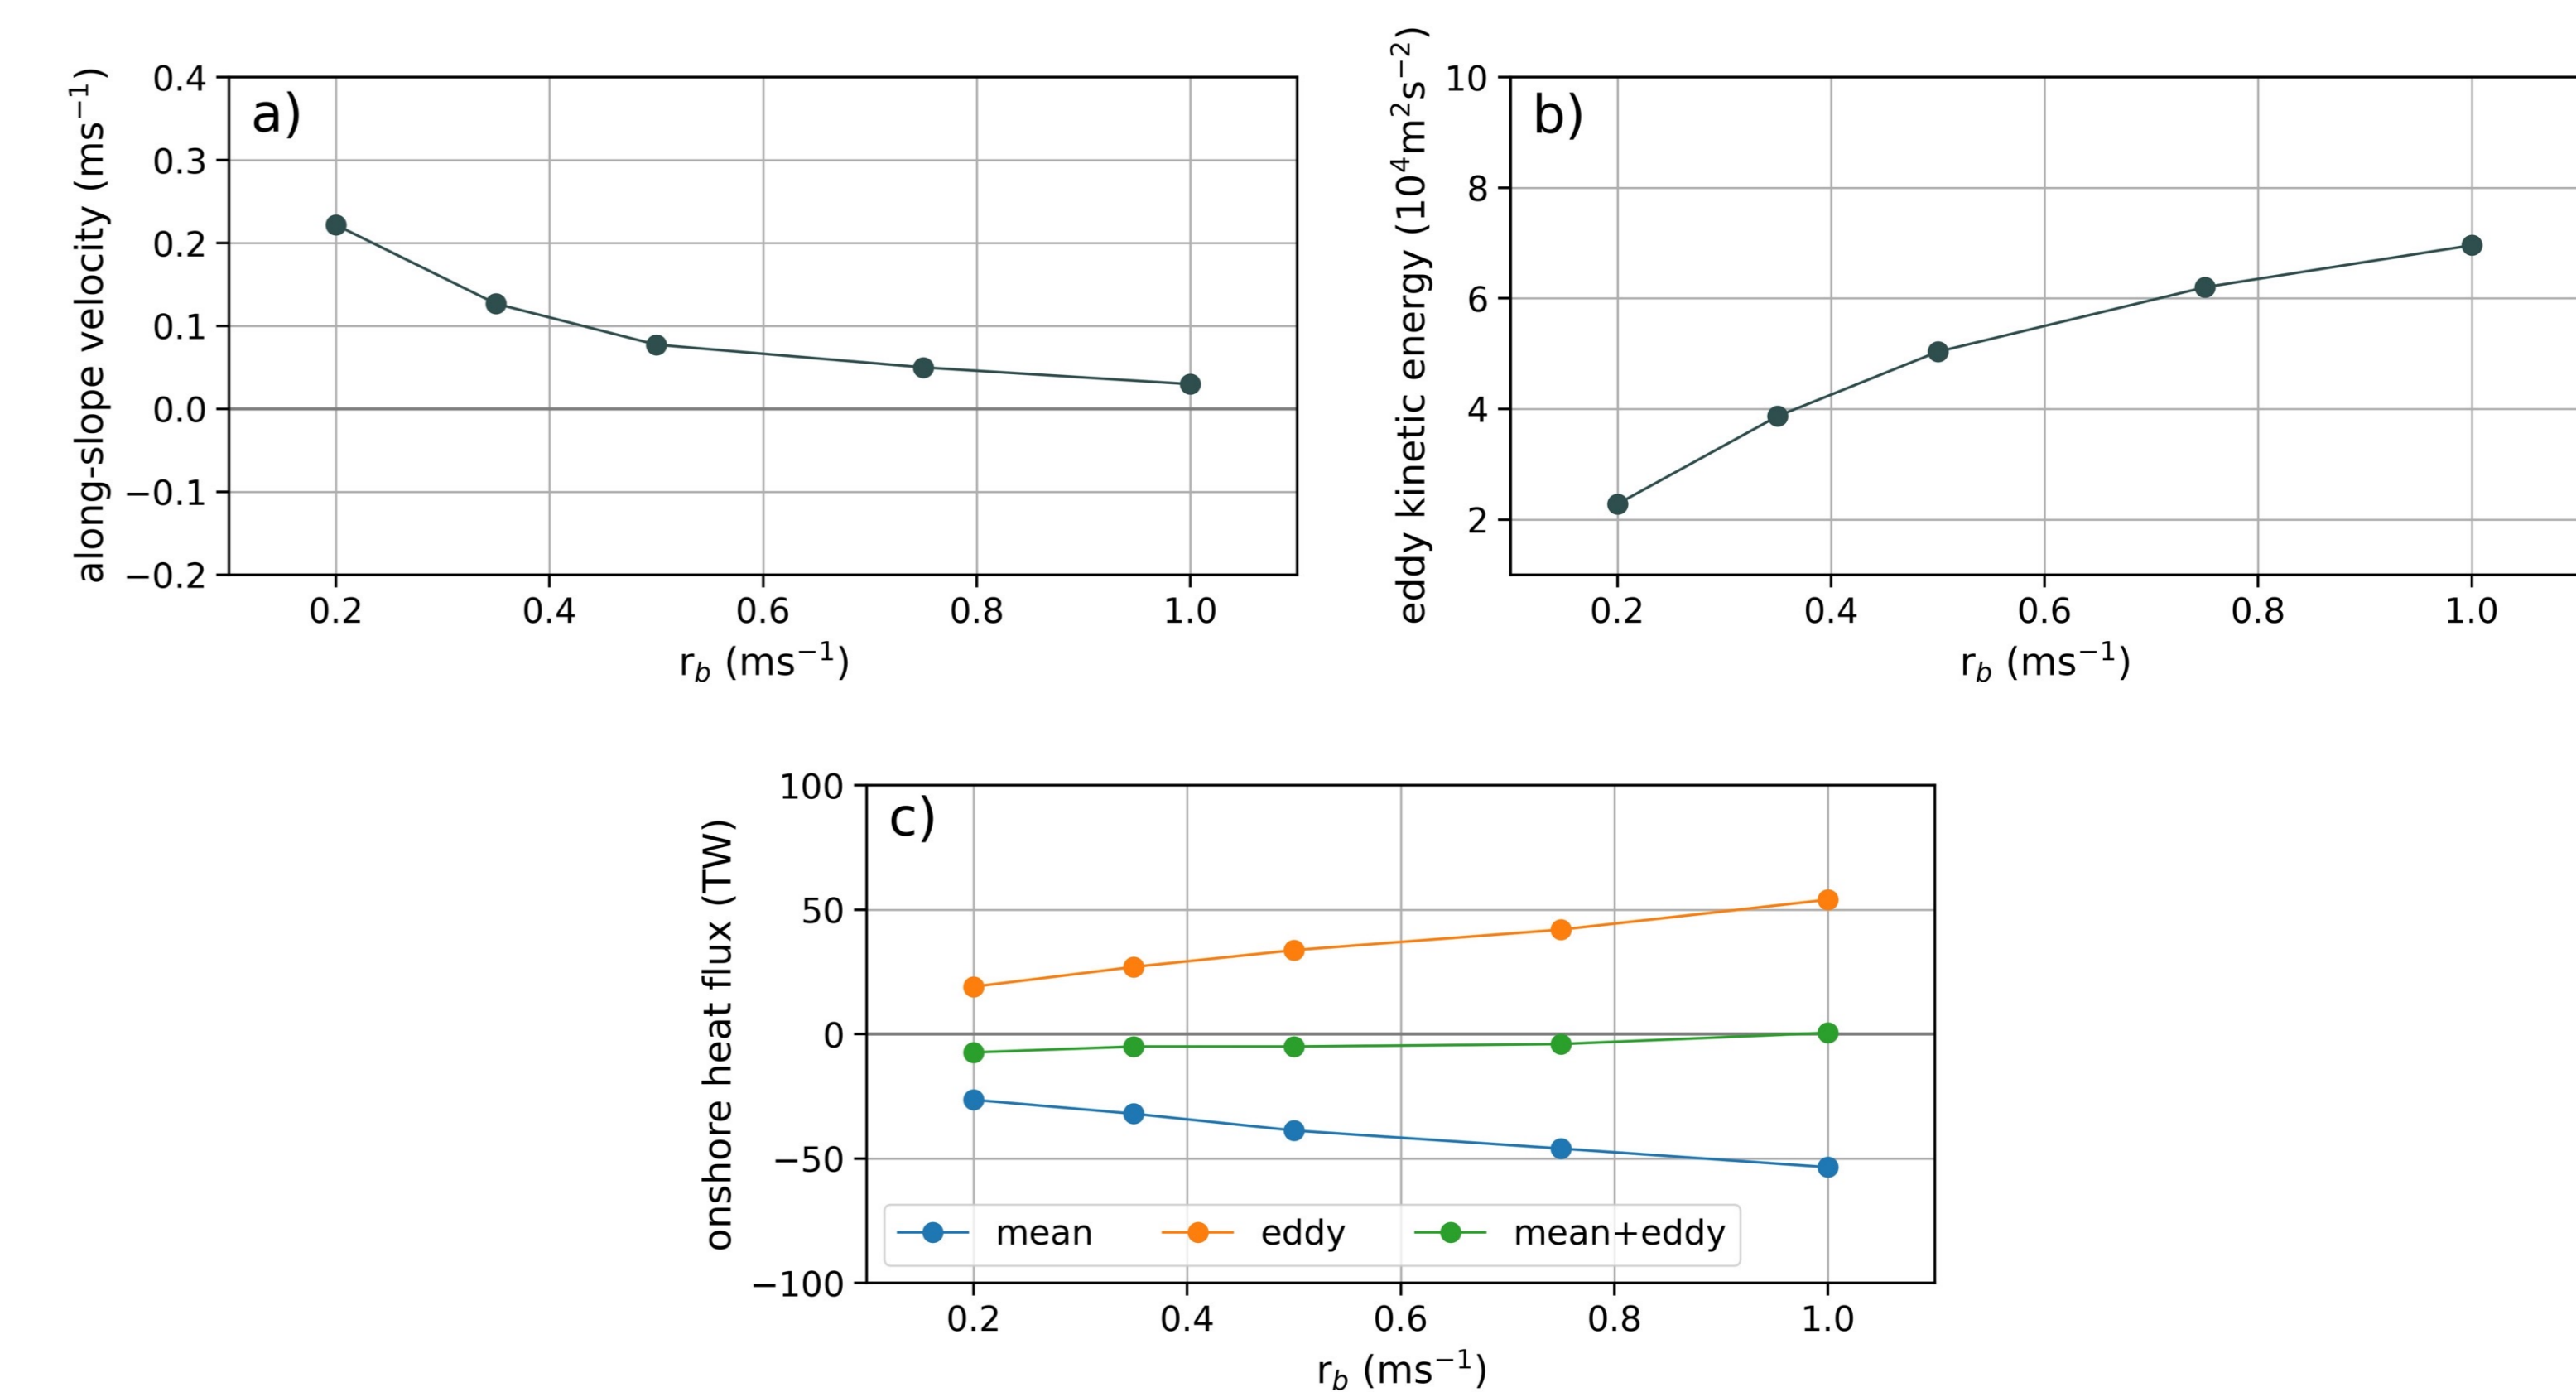 a)
along-slope velocity (ms⁻¹)
0.4
0.3
0.2
0.1
0.0
−0.1
−0.2
0.2 0.4 0.6 0.8 1.0
r_b (ms⁻¹)
b)
eddy kinetic energy (10⁴m²s⁻²)
10
8
6
4
2
0.2 0.4 0.6 0.8 1.0
r_b (ms⁻¹)
c)
onshore heat flux (TW)
100
50
0
−50
−100
mean eddy mean+eddy
0.2 0.4 0.6 0.8 1.0
r_b (ms⁻¹)